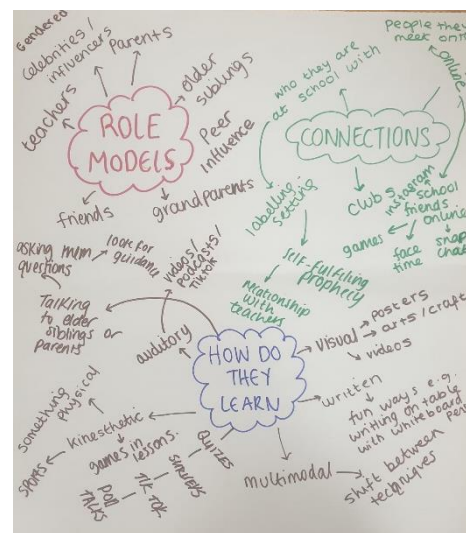 Gendered
celebrities /
influencers
Parents
teachers
older
siblings
ROLE
MODELS
Peer
influence
friends
grandparents
people they
meet online
online
who they are
at school with
CONNECTIONS
labelling.
setting
clubs
instagram
school
friends
online
games
face
time
snap
chat
self-fulfilling
prophecy
relationship
with
teachers
asking mum
questions
look for
guidance
videos/
podcasts/
TikTok
Talking
to older
siblings or
parents
auditory
HOW DO
THEY
LEARN
visual
posters
arts/craft
videos
written
fun ways e.g.
writing on table
with whiteboard
pens
multimodal
shift between
techniques
something
physical
kinesthetic
sports
games in
lessons.
QUIZZES
SURVEYS
TIK TOK
POD
TALKS